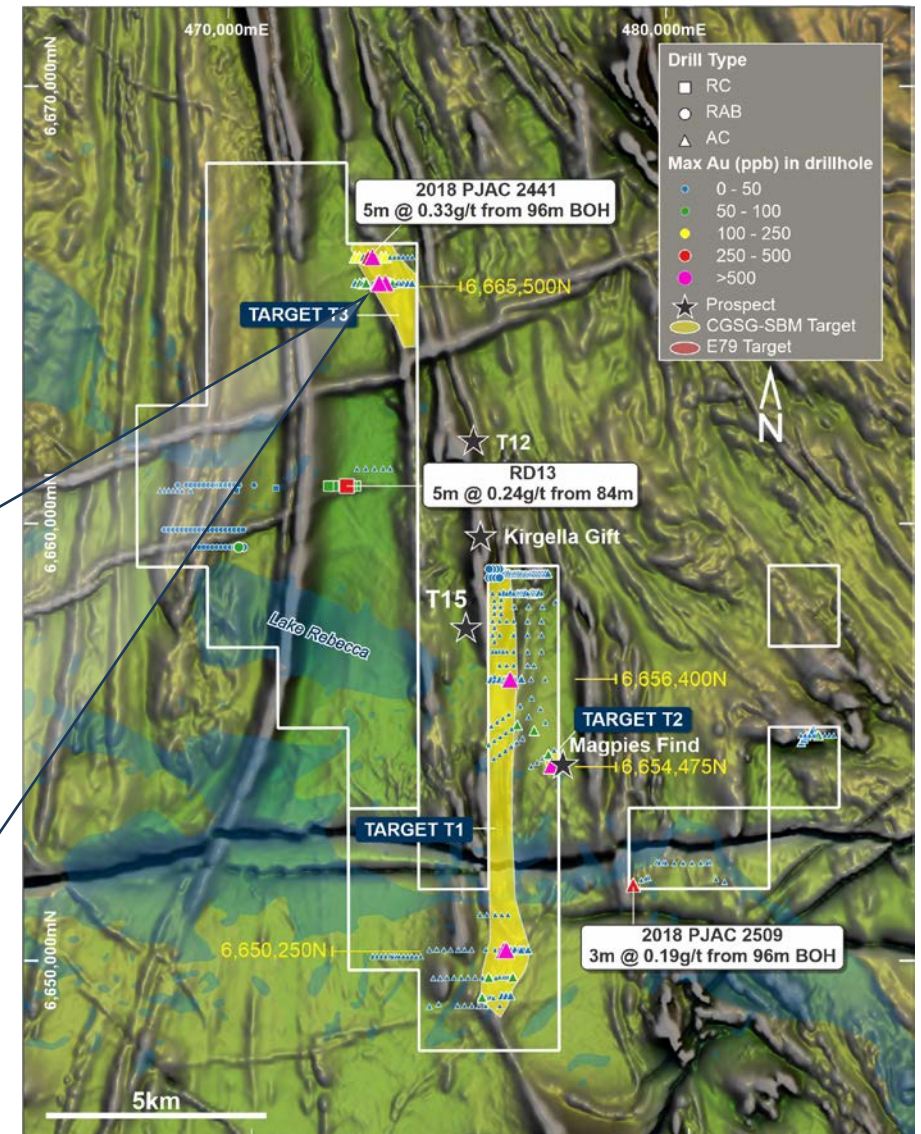 470,000mE
480,000mE
6,670,000mN
6,660,000mN
6,650,000mN
Drill Type
RC
RAB
AC
Max Au (ppb) in drillhole
0 - 50
50 - 100
100 - 250
250 - 500
>500
Prospect
CGSG-SBM Target
E79 Target
N
2018 PJAC 2441
5m @ 0.33g/t from 96m BOH
6,665,500N
TARGET T3
T12
RD13
5m @ 0.24g/t from 84m
Kirgella Gift
T15
Lake Rebecca
6,656,400N
TARGET T2
Magpies Find
6,654,475N
TARGET T1
6,650,250N
2018 PJAC 2509
3m @ 0.19g/t from 96m BOH
5km